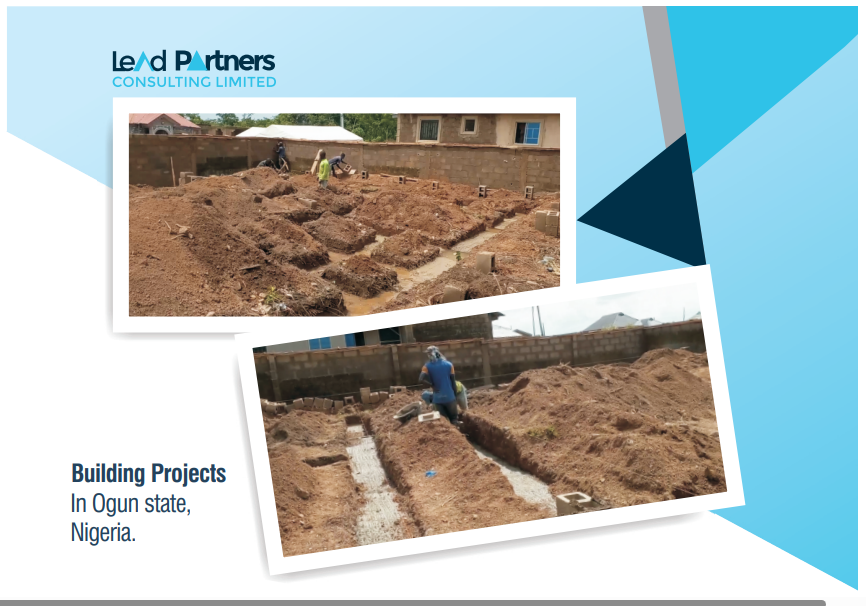 Lead Partners
CONSULTING LIMITED
Building Projects
In Ogun state,
Nigeria.